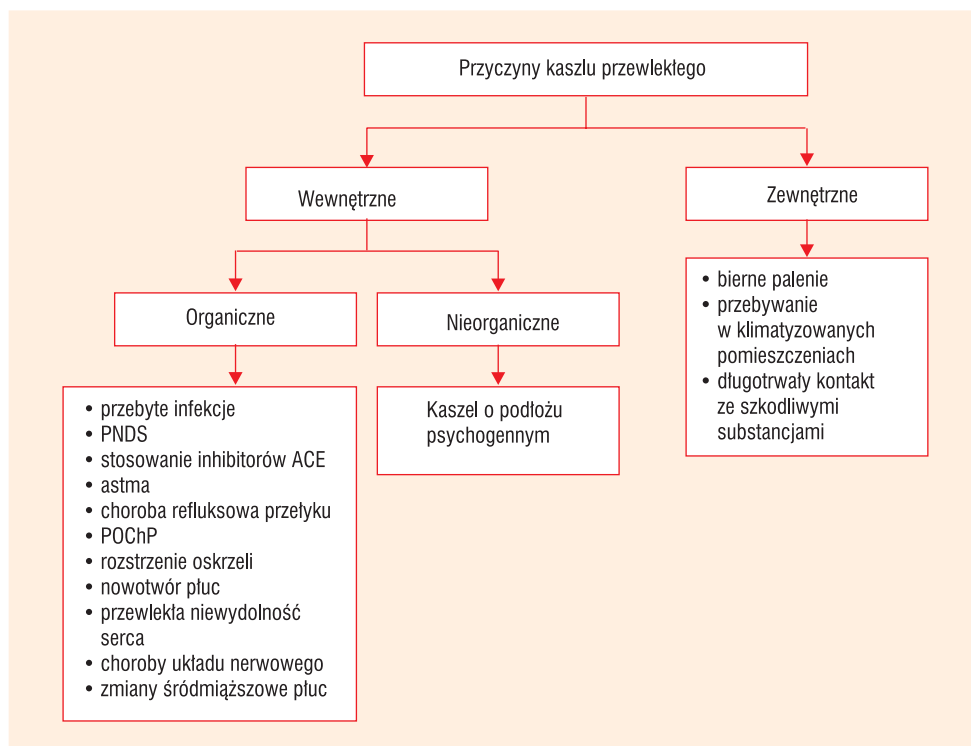 Przyczyny kaszlu przewlekłego
Wewnętrzne
Zewnętrzne
Organiczne
Nieorganiczne
• bierne palenie
• przebywanie
w klimatyzowanych
pomieszczeniach
• długotrwały kontakt
ze szkodliwymi
substancjami
• przebyte infekcje
• PNDS
• stosowanie inhibitorów ACE
• astma
• choroba refluksowa przełyku
• POChP
• rozstrzenie oskrzeli
• nowotwór płuc
• przewlekła niewydolność
serca
• choroby układu nerwowego
• zmiany śródmiąższowe płuc
Kaszel o podłożu
psychogennym